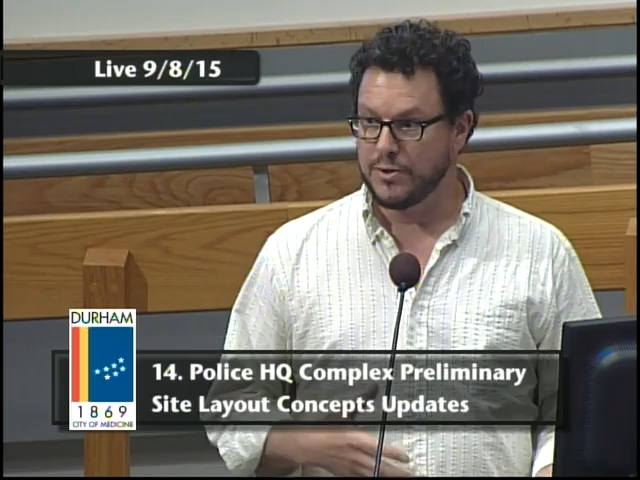 Live 9/8/15
DURHAM
1869
CITY OF MEDICINE
14. Police HQ Complex Preliminary
Site Layout Concepts Updates